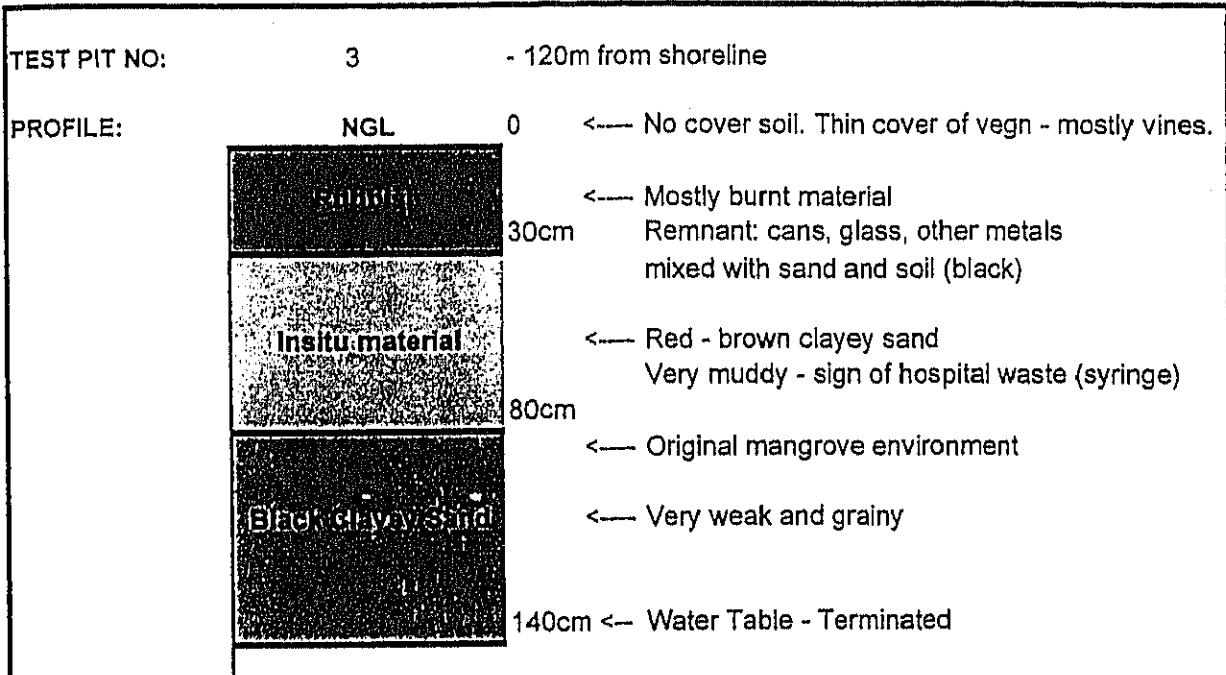 TEST PIT NO: 3 - 120m from shoreline
PROFILE: NGL 0 <---- No cover soil. Thin cover of vegn - mostly vines.
<---- Mostly burnt material
30cm Remnant: cans, glass, other metals
mixed with sand and soil (black)
Insitu material <---- Red - brown clayey sand
Very muddy - sign of hospital waste (syringe)
80cm
<---- Original mangrove environment
Black clayey sand <---- Very weak and grainy
140cm <--- Water Table - Terminated